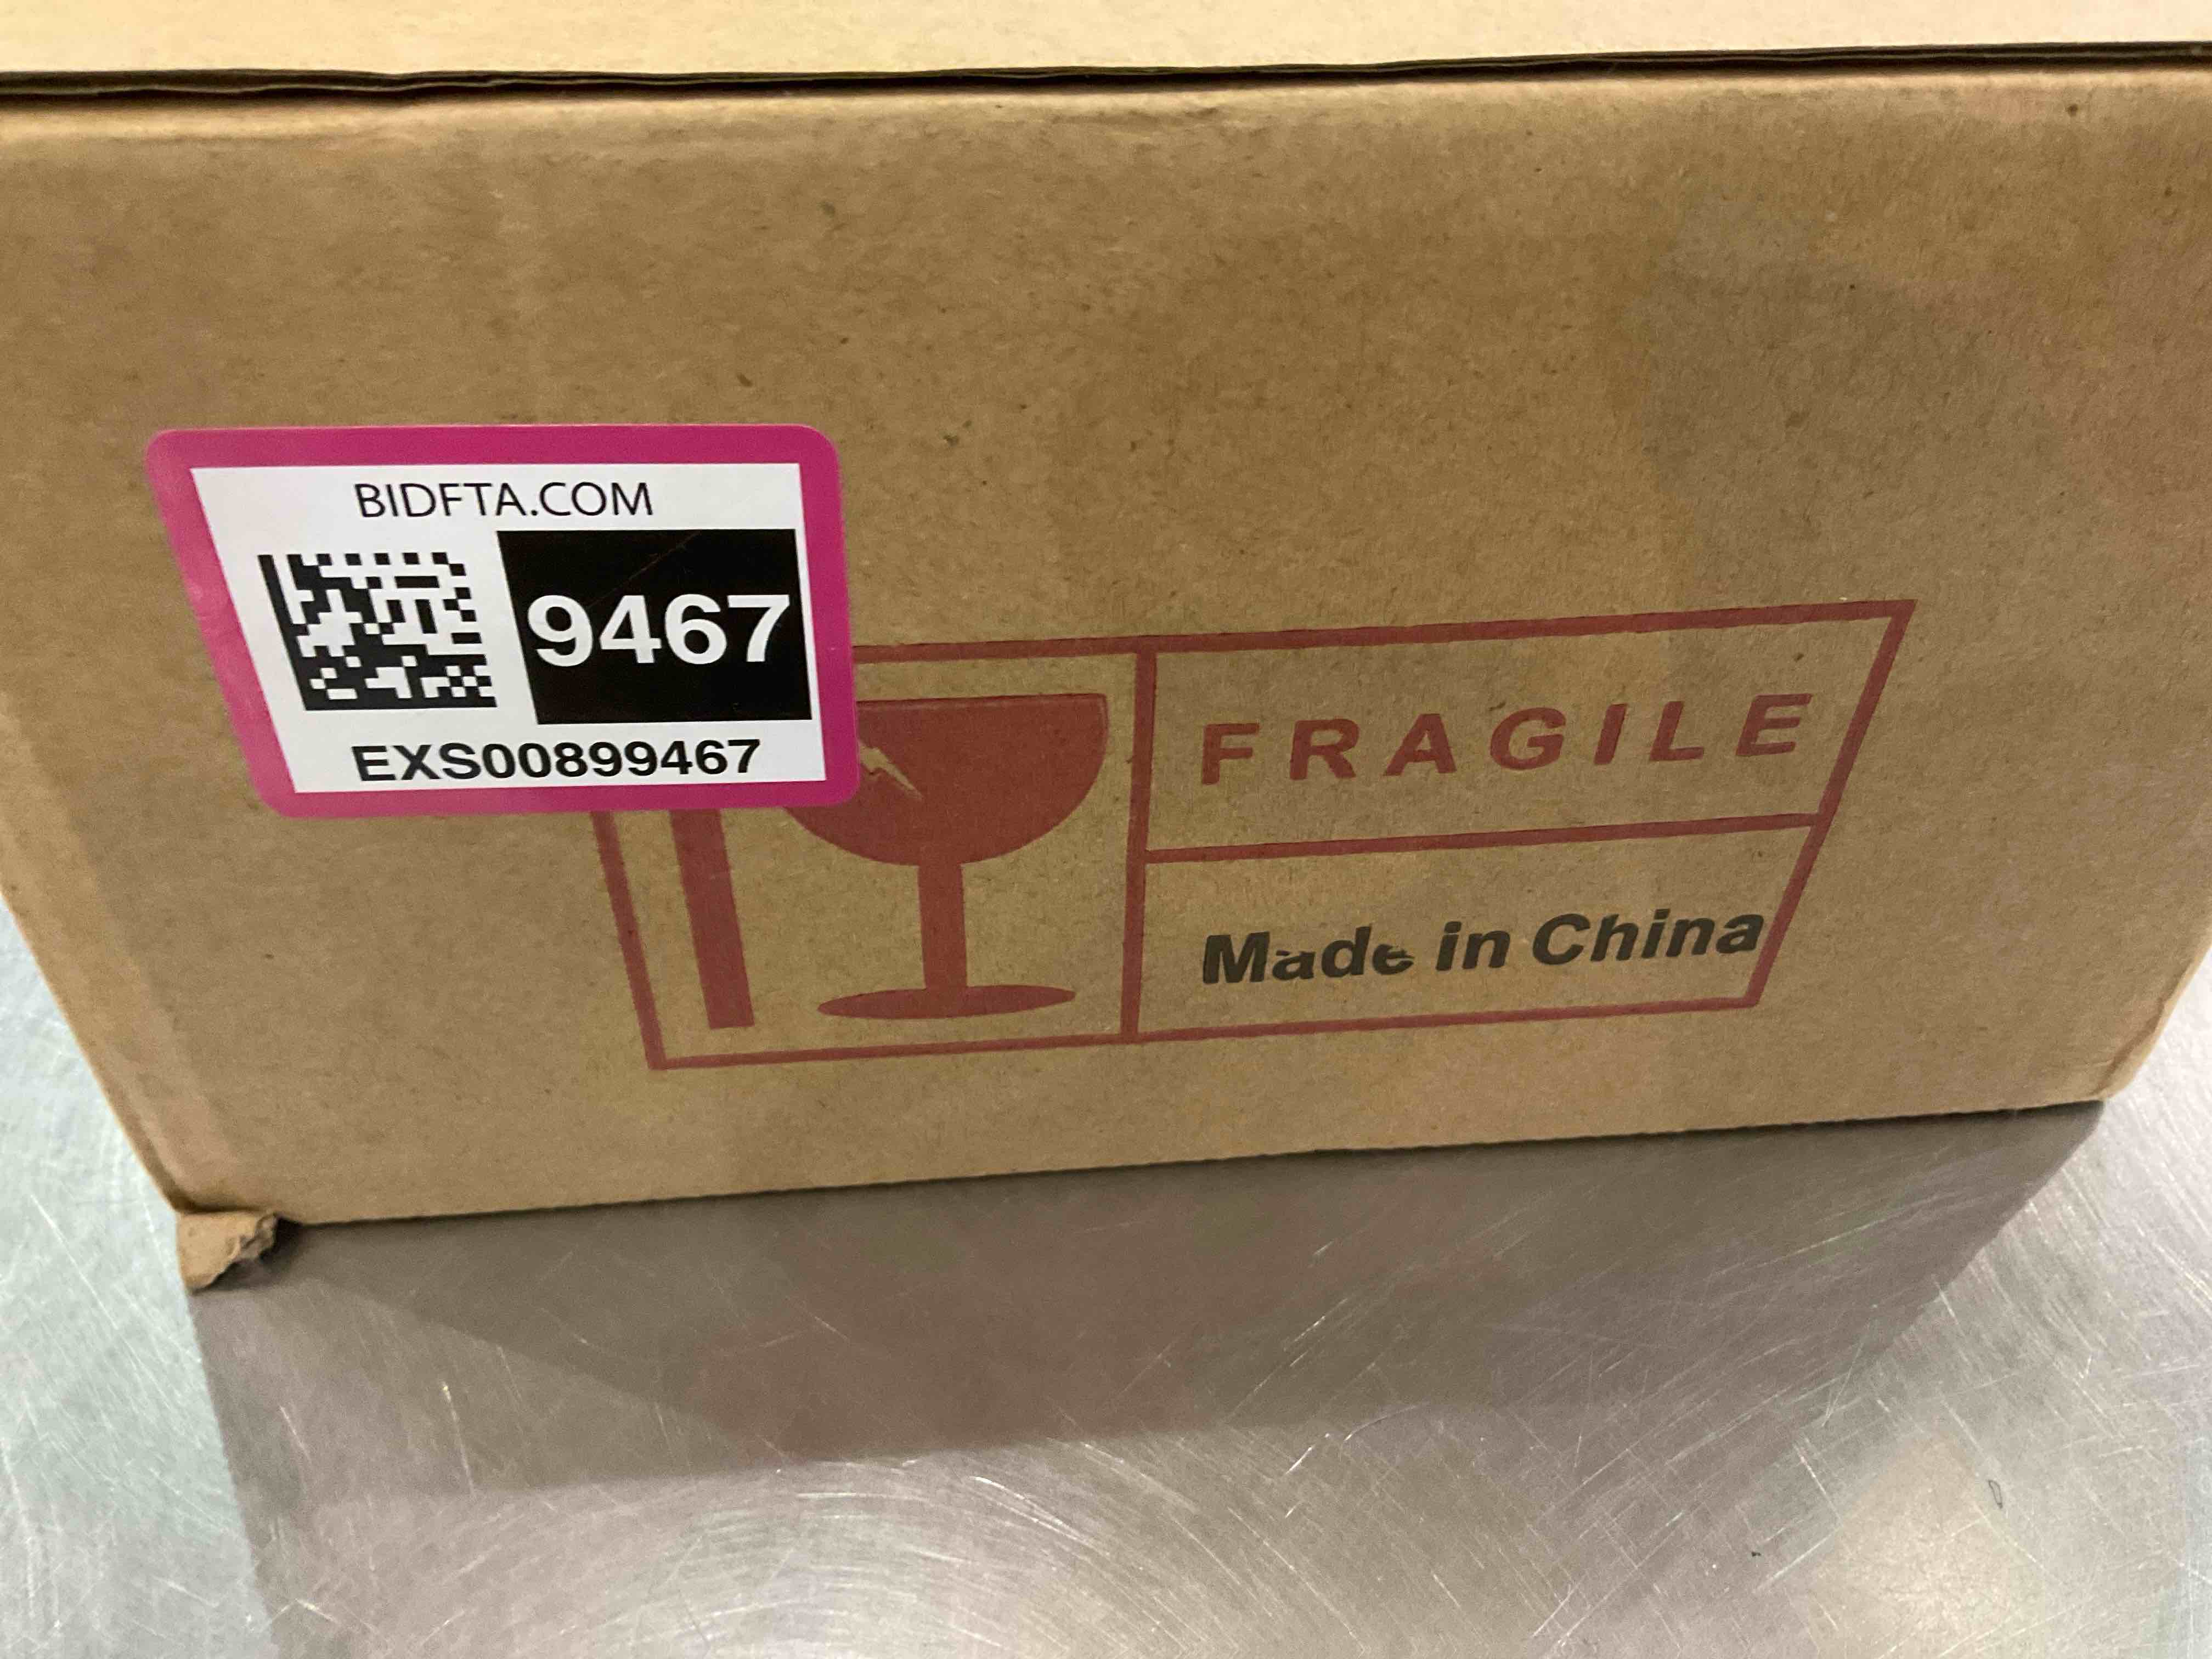 BIDFTA.COM
9467
EXS00899467
FRAGILE
Made in China